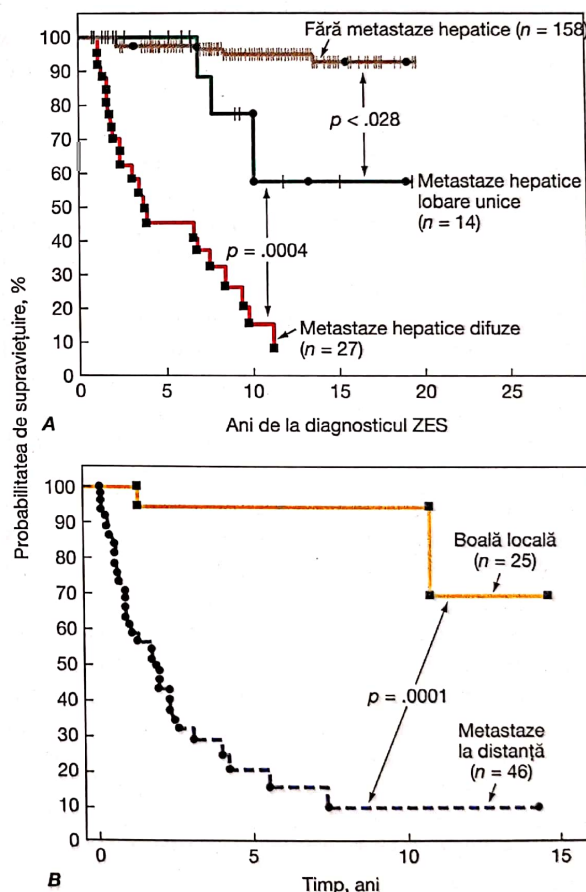 Probabilitatea de supraviețuire, %
100
90
80
70
60
50
40
30
20
10
0
Fără metastaze hepatice (n = 158)
p < .028
Metastaze hepatice
lobare unice
(n = 14)
p = .0004
Metastaze hepatice difuze
(n = 27)
0
5
10
15
20
25
A
Ani de la diagnosticul ZES
100
90
80
70
60
50
40
30
20
10
0
Boală locală
(n = 25)
p = .0001
Metastaze
la distanță
(n = 46)
0
5
10
15
B
Timp, ani